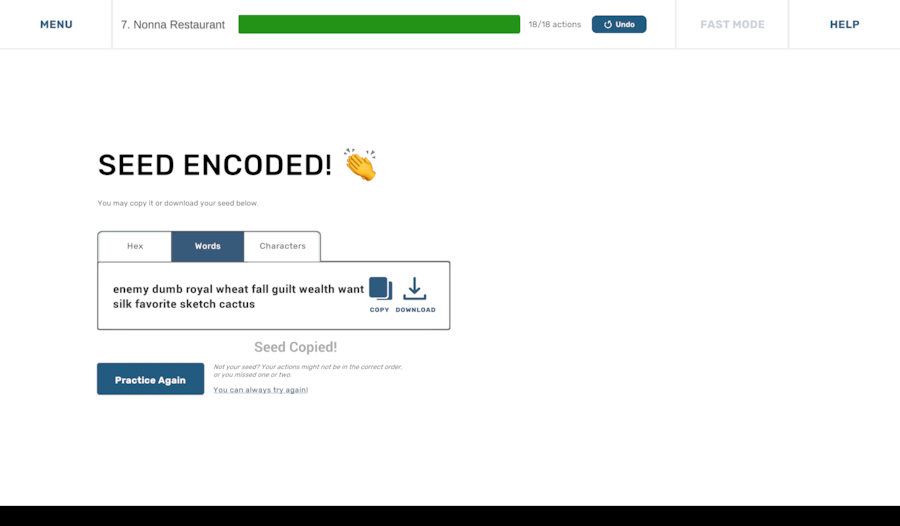 MENU
7. Nonna Restaurant
18/18 actions
Undo
FAST MODE
HELP
SEED ENCODED!
You may copy it or download your seed below.
Hex
Words
Characters
enemy dumb royal wheat fall guilt wealth want
silk favorite sketch cactus
COPY
DOWNLOAD
Seed Copied!
Practice Again
Not your seed? Your actions might not be in the correct order,
or you missed one or two.
You can always try again!